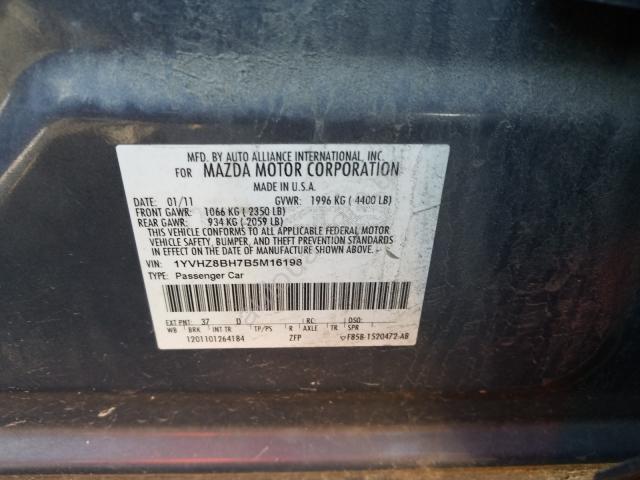 MFD. BY AUTO ALLIANCE INTERNATIONAL, INC.
FOR MAZDA MOTOR CORPORATION
MADE IN U.S.A.
DATE: 01/11 GVWR: 1996 KG ( 4400 LB)
FRONT GAWR: 1066 KG ( 2350 LB)
REAR GAWR: 934 KG ( 2059 LB)
THIS VEHICLE CONFORMS TO ALL APPLICABLE FEDERAL MOTOR
VEHICLE SAFETY, BUMPER, AND THEFT PREVENTION STANDARDS
IN EFFECT ON THE DATE OF MANUFACTURE SHOWN ABOVE.
VIN: 1YVHZ8BH7B5M16198
TYPE: Passenger Car
EXT PNT: 37 D RC: DSO:
WB BRK INT TR TP/PS R AXLE TR SPR
1201101264184 ZFP F85B-1520472-AB